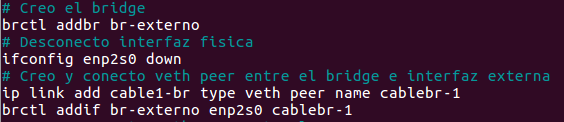 # Creo el bridge
brctl addbr br-externo
# Desconecto interfaz fisica
ifconfig enp2s0 down
# Creo y conecto veth peer entre el bridge e interfaz externa
ip link add cable1-br type veth peer name cablebr-1
brctl addif br-externo enp2s0 cablebr-1